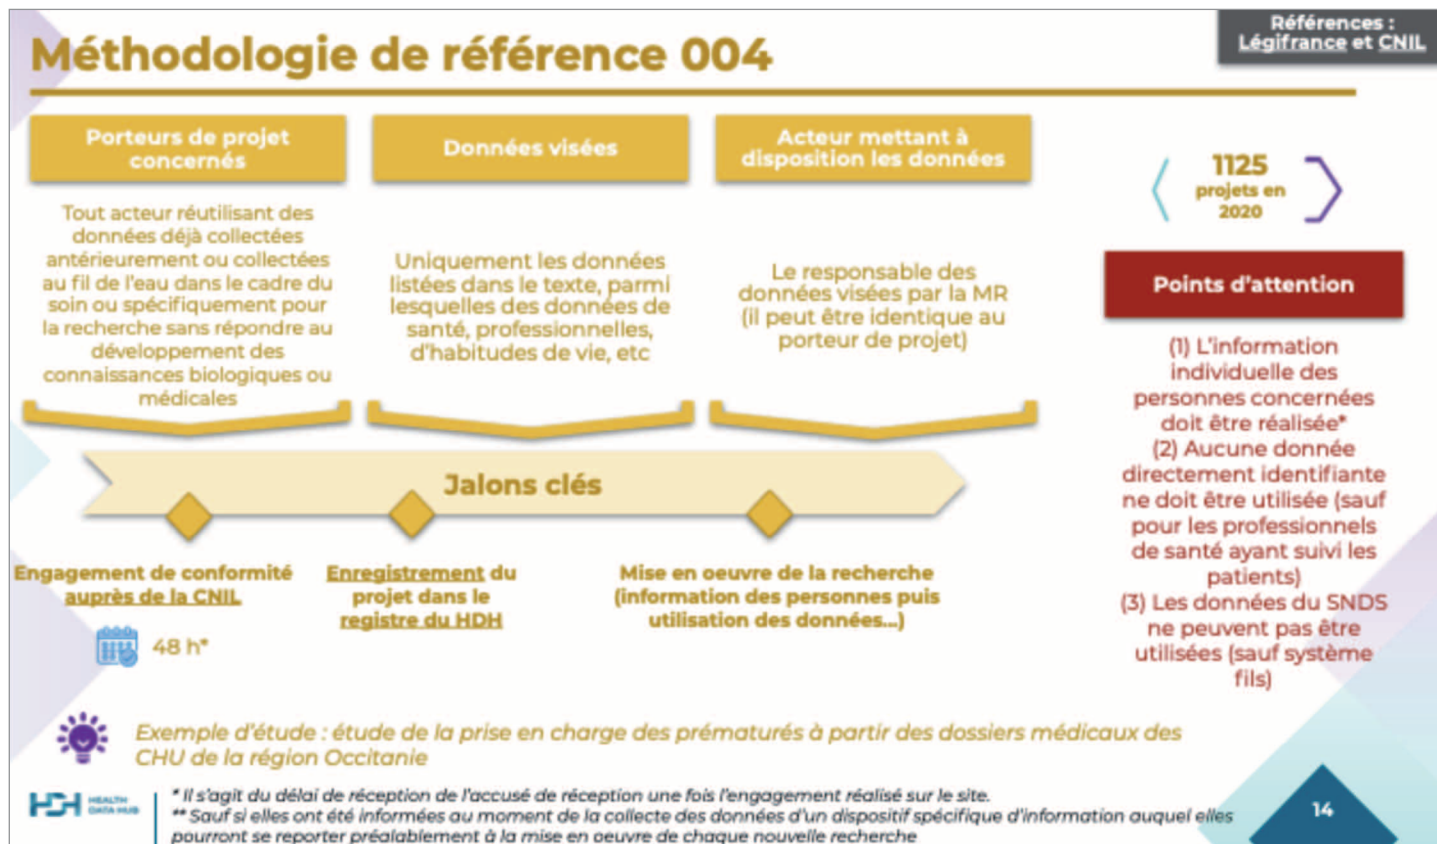 Références :
Légifrance et CNIL
Méthodologie de référence 004
Porteurs de projet
concernés
Tout acteur réutilisant des
données déjà collectées
antérieurement ou collectées
au fil de l'eau dans le cadre du
soin ou spécifiquement pour
la recherche sans répondre au
développement des
connaissances biologiques ou
médicales
Données visées
Uniquement les données
listées dans le texte, parmi
lesquelles des données de
santé, professionnelles,
d'habitudes de vie, etc
Acteur mettant à
disposition les données
Le responsable des
données visées par la MR
(il peut être identique au
porteur de projet)
1125
projets en
2020
Points d'attention
(1) L'information
individuelle des
personnes concernées
doit être réalisée*
(2) Aucune donnée
directement identifiante
ne doit être utilisée (sauf
pour les professionnels
de santé ayant suivi les
patients)
(3) Les données du SNDS
ne peuvent pas être
utilisées (sauf système
fils)
Jalons clés
Engagement de conformité
auprès de la CNIL
48 h*
Enregistrement du
projet dans le
registre du HDH
Mise en oeuvre de la recherche
(information des personnes puis
utilisation des données...)
Exemple d'étude : étude de la prise en charge des prématurés à partir des dossiers médicaux des
CHU de la région Occitanie
HDH HEALTH
DATA HUB
* Il s'agit du délai de réception de l'accusé de réception une fois l'engagement réalisé sur le site.
** Sauf si elles ont été informées au moment de la collecte des données d'un dispositif spécifique d'information auquel elles
pourront se reporter préalablement à la mise en oeuvre de chaque nouvelle recherche
14